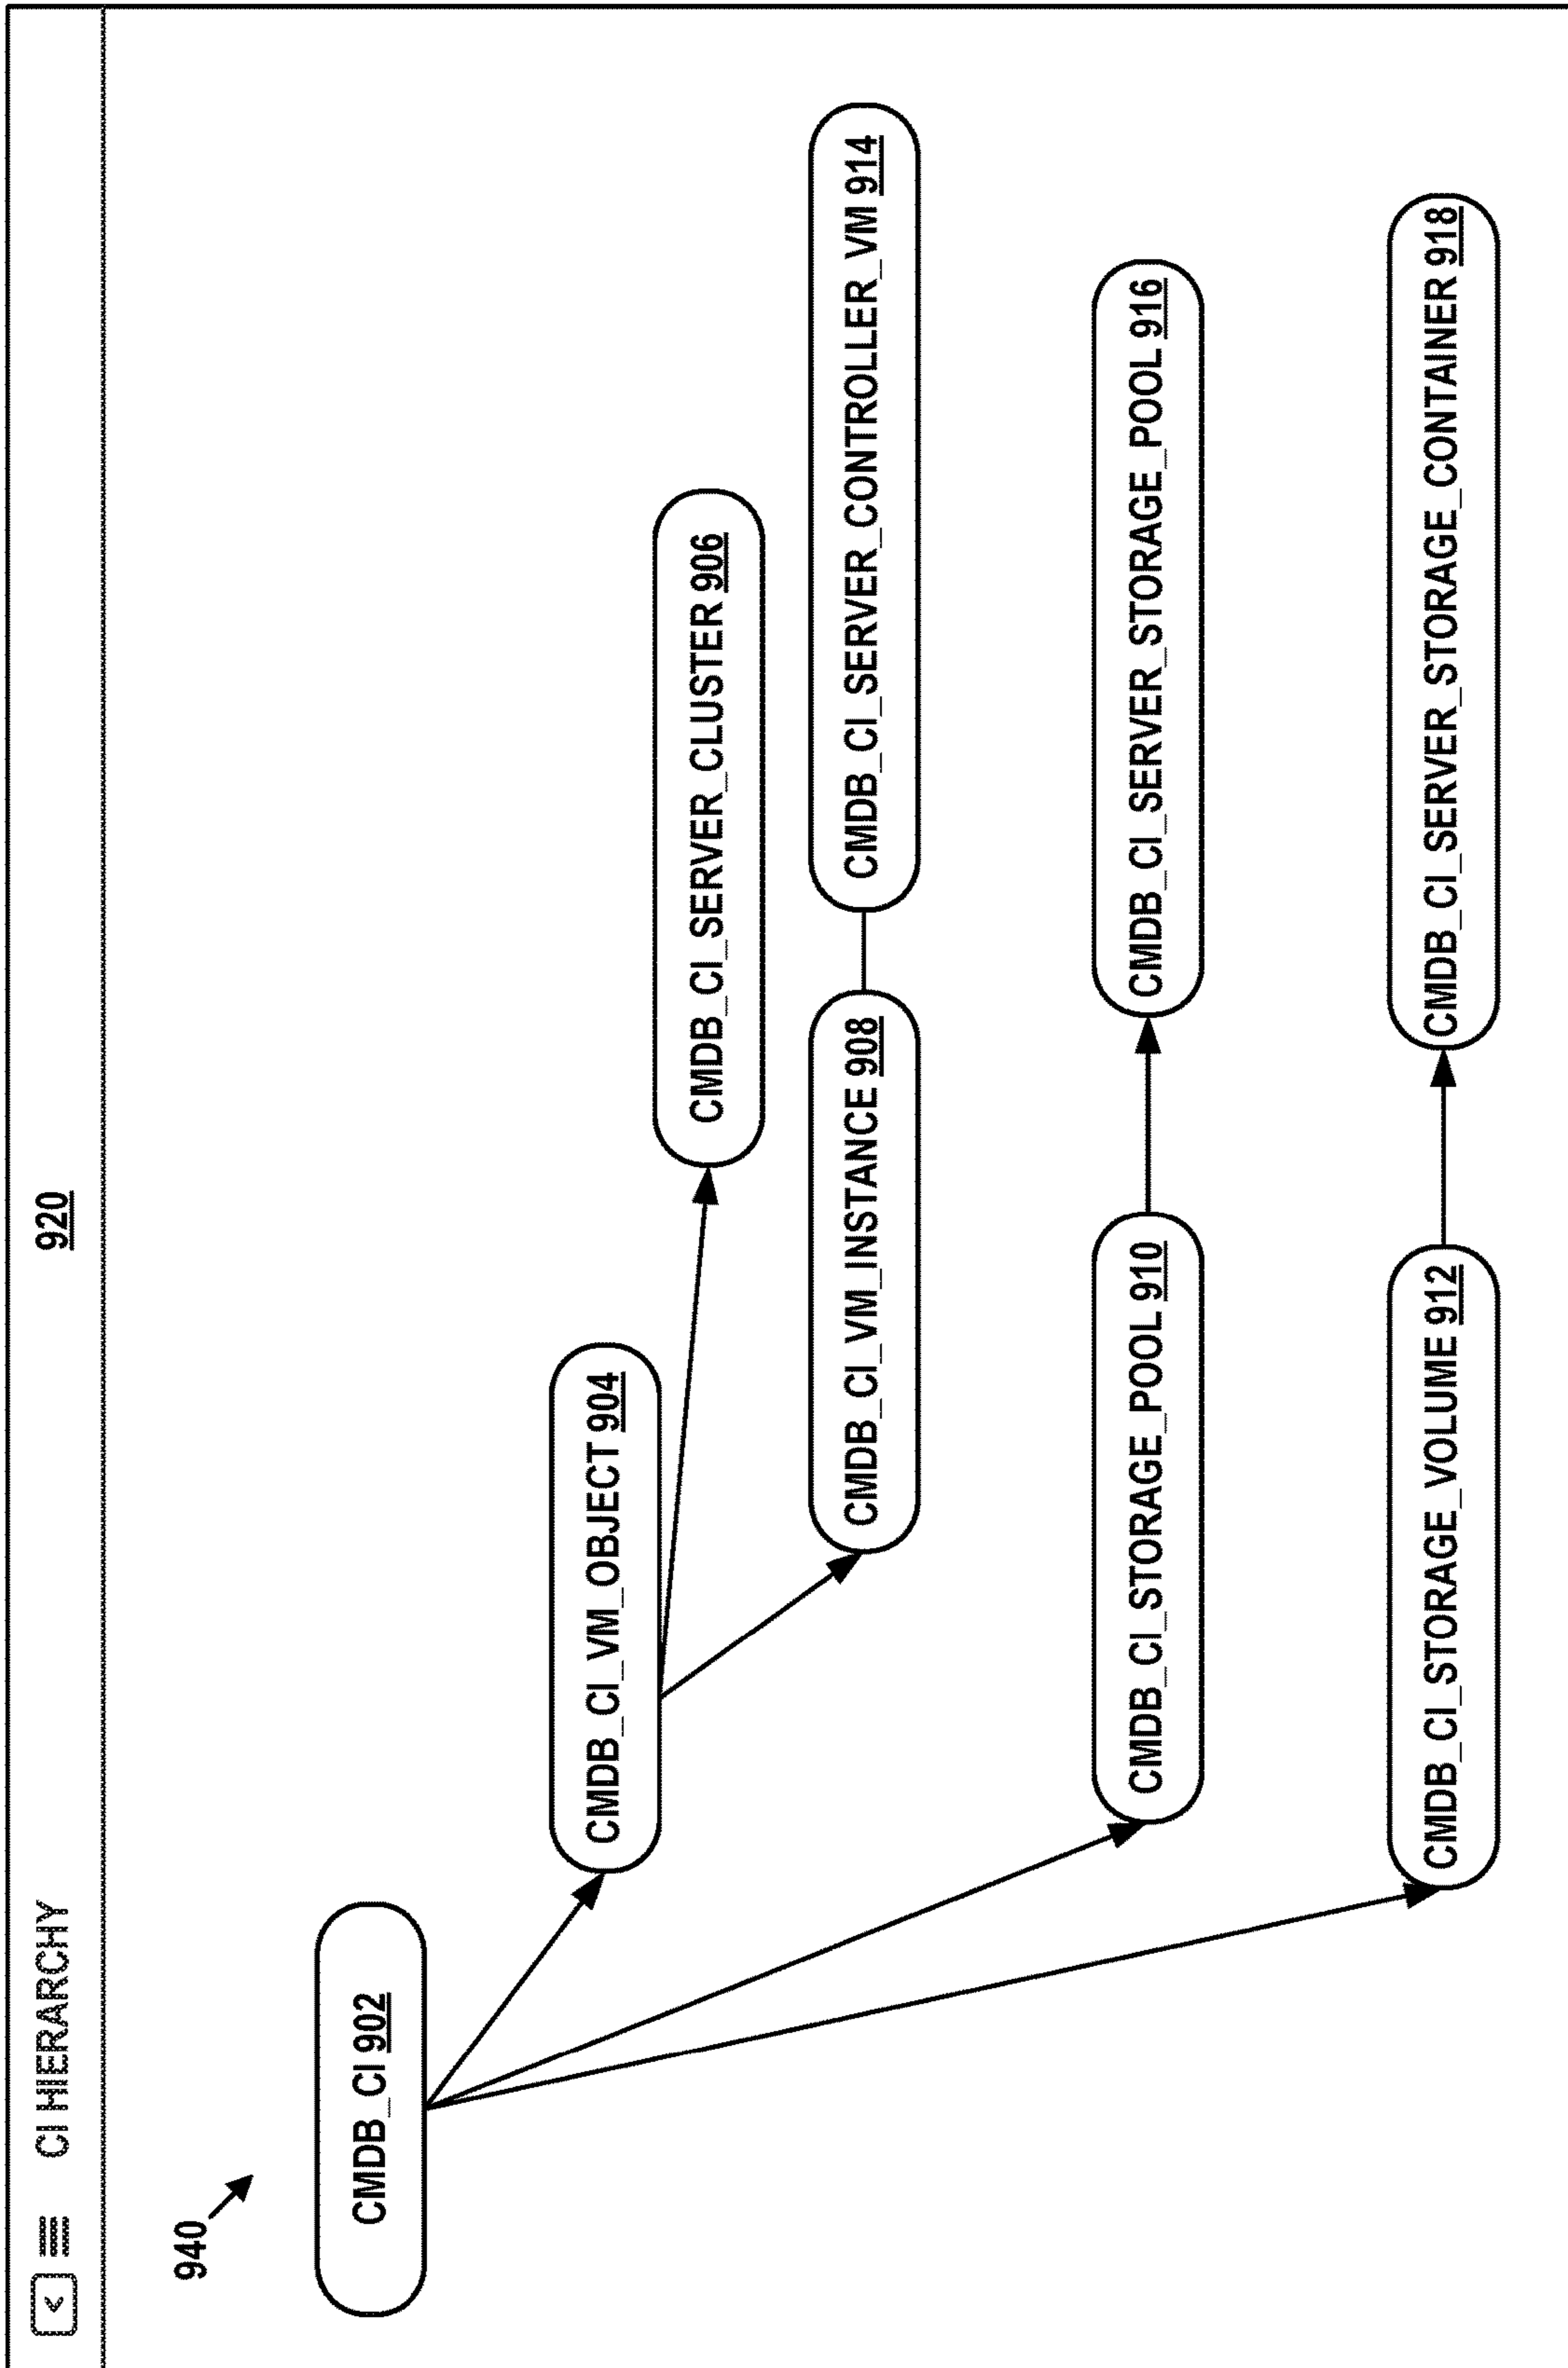 < CI HIERARCHY 920
940
CMDB_CI 902
CMDB_CI_VM_OBJECT 904
CMDB_CI_SERVER_CLUSTER 906
CMDB_CI_VM_INSTANCE 908
CMDB_CI_SERVER_CONTROLLER_VM 914
CMDB_CI_STORAGE_POOL 910
CMDB_CI_SERVER_STORAGE_POOL 916
CMDB_CI_STORAGE_VOLUME 912
CMDB_CI_SERVER_STORAGE_CONTAINER 918